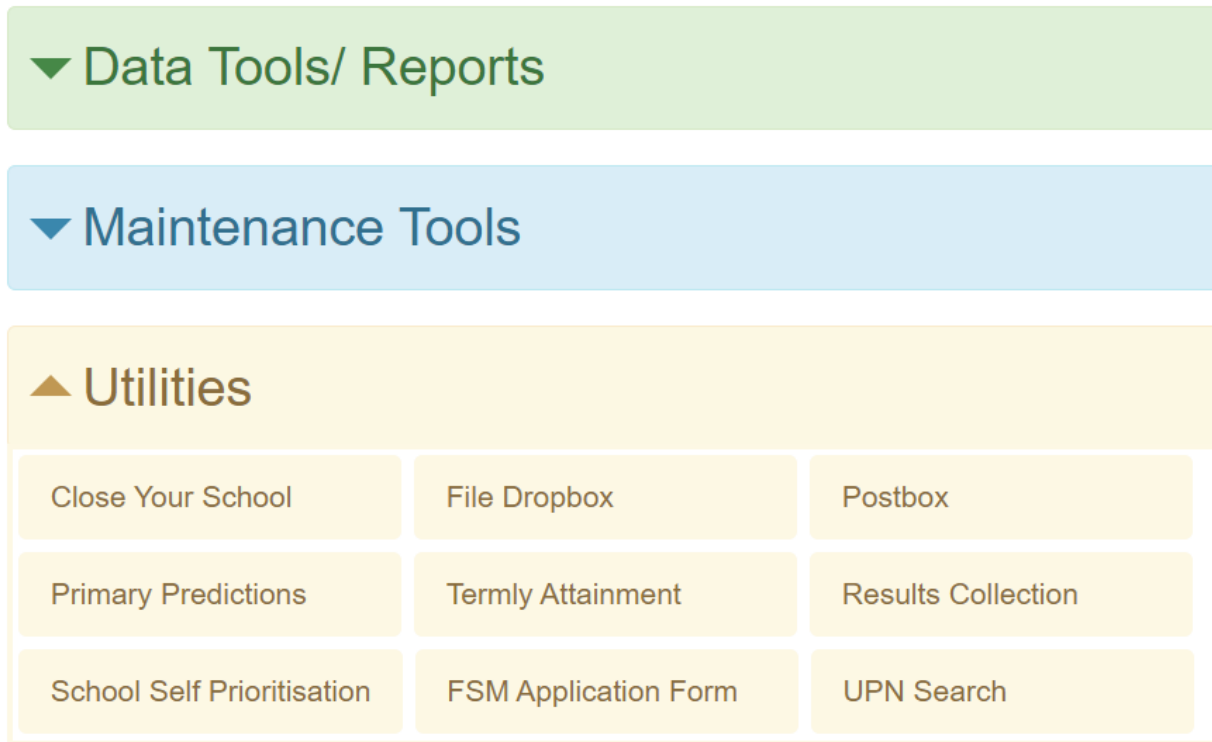 Data Tools/ Reports
Maintenance Tools
Utilities
Close Your School
File Dropbox
Postbox
Primary Predictions
Termly Attainment
Results Collection
School Self Prioritisation
FSM Application Form
UPN Search